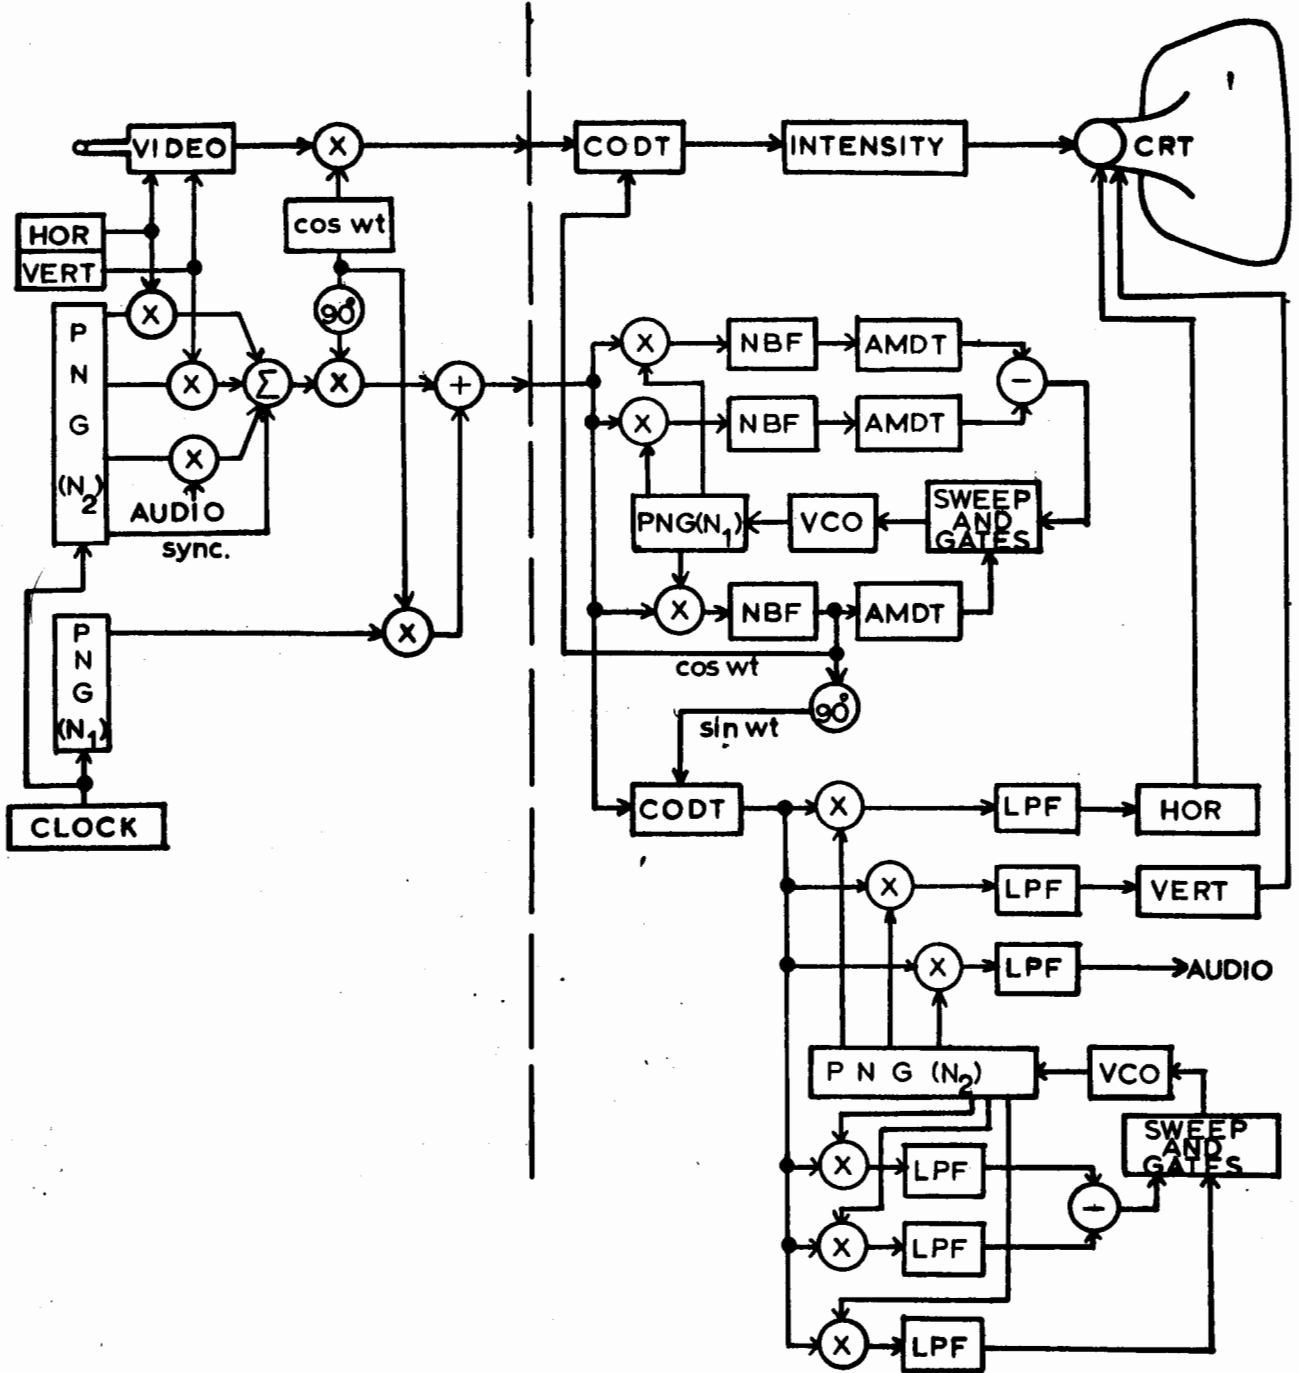 VIDEO
X
CODT
INTENSITY
CRT
cos wt
HOR
VERT
X
90°
P
N
G
(N2)
X
Σ
X
+
X
AUDIO
sync.
P
N
G
(N1)
X
CLOCK
X
NBF
AMDT
−
X
NBF
AMDT
PNG(N1)
VCO
SWEEP
AND
GATES
X
NBF
AMDT
cos wt
90°
sin wt
CODT
X
LPF
HOR
X
LPF
VERT
X
LPF
AUDIO
P N G (N2)
VCO
SWEEP
AND
GATES
X
LPF
−
X
LPF
X
LPF